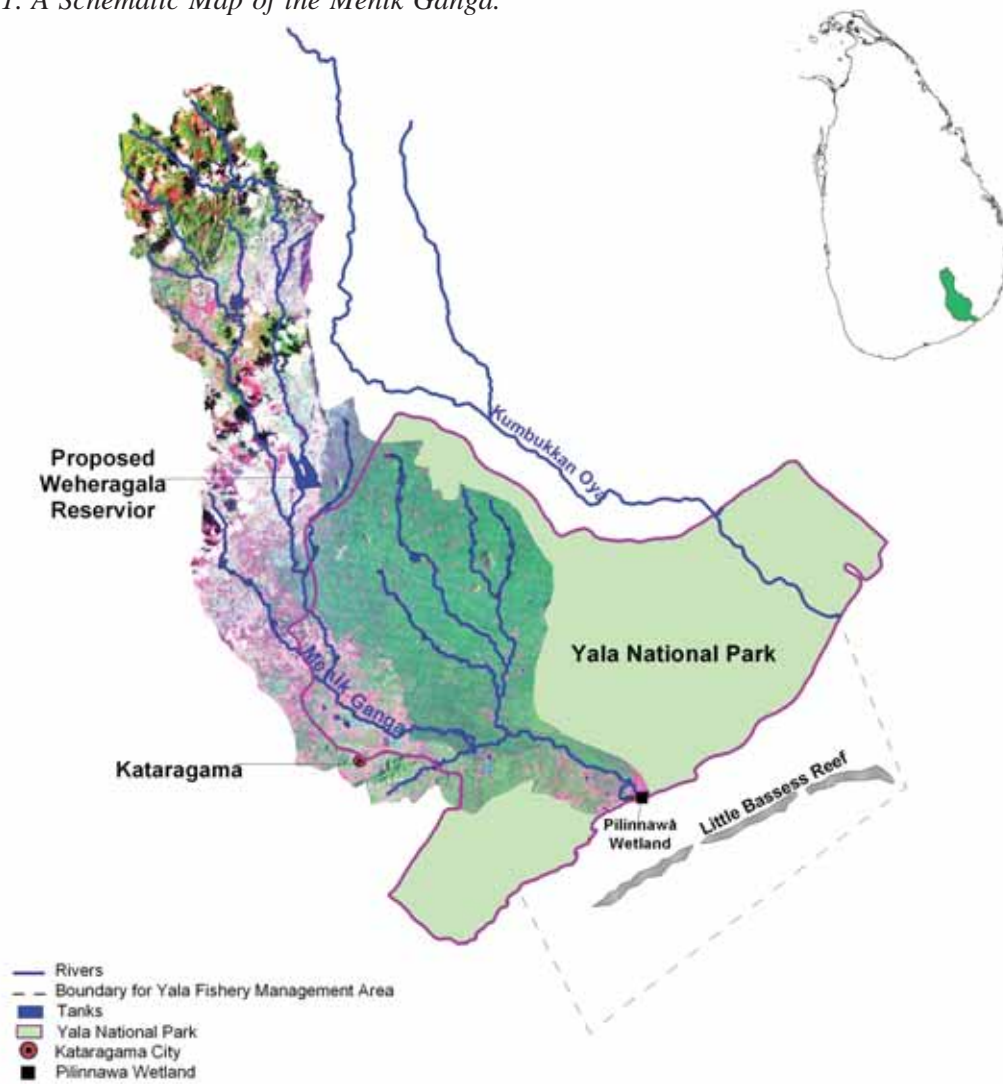 1. A Schematic Map of the Menik Ganga.
Kumbukkan Oya
Proposed
Weheragala
Reservior
Yala National Park
Menik Ganga
Kataragama
Little Bassess Reef
Pilinnawa
Wetland
Rivers
Boundary for Yala Fishery Management Area
Tanks
Yala National Park
Kataragama City
Pilinnawa Wetland